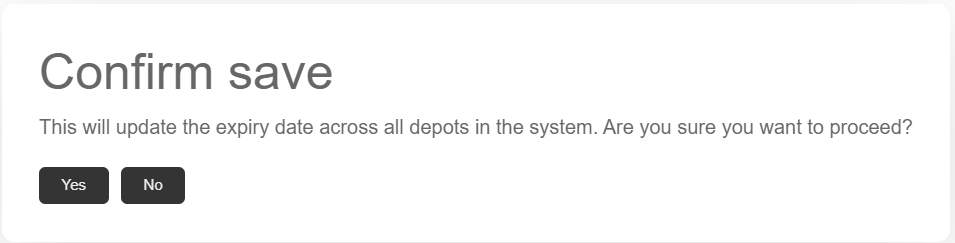 Confirm save
This will update the expiry date across all depots in the system. Are you sure you want to proceed?
Yes No